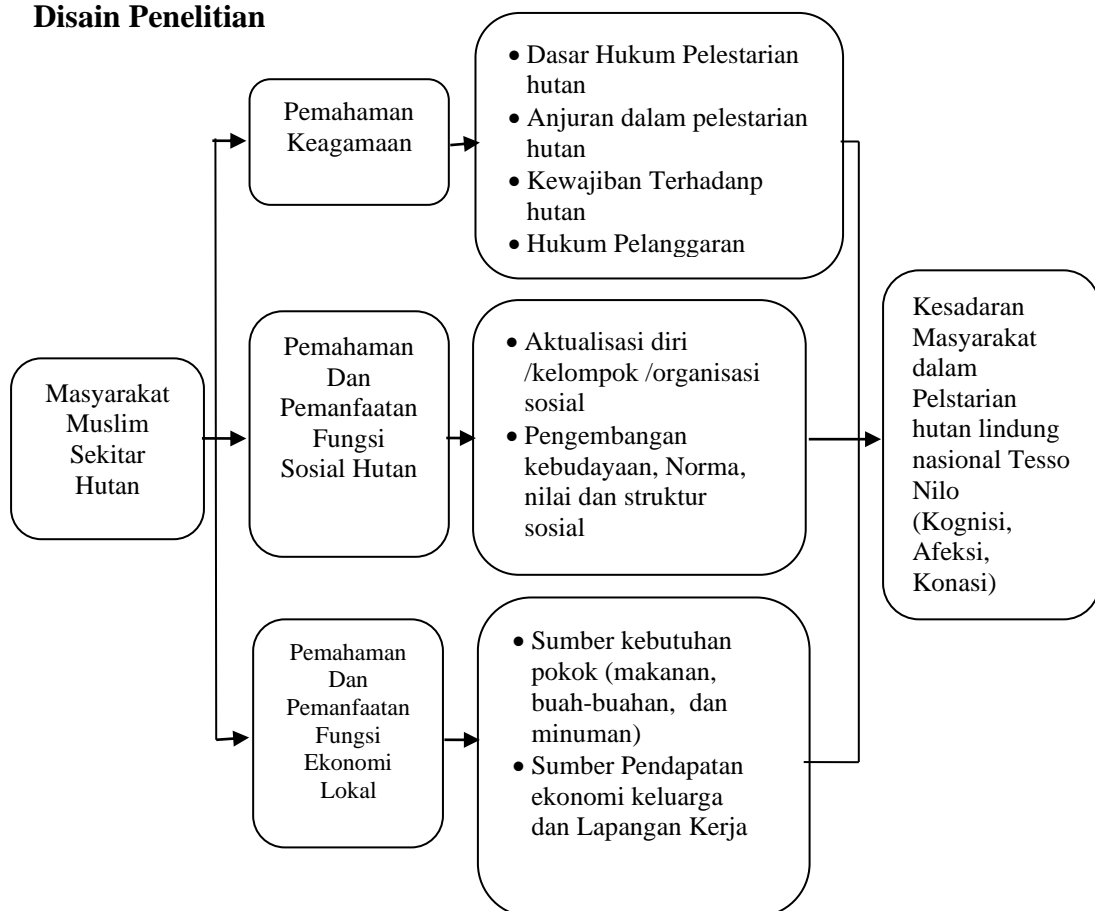 Disain Penelitian
Masyarakat
Muslim
Sekitar
Hutan
Pemahaman
Keagamaan
• Dasar Hukum Pelestarian
hutan
• Anjuran dalam pelestarian
hutan
• Kewajiban Terhadanp
hutan
• Hukum Pelanggaran
Pemahaman
Dan
Pemanfaatan
Fungsi
Sosial Hutan
• Aktualisasi diri
/kelompok /organisasi
sosial
• Pengembangan
kebudayaan, Norma,
nilai dan struktur
sosial
Pemahaman
Dan
Pemanfaatan
Fungsi
Ekonomi
Lokal
• Sumber kebutuhan
pokok (makanan,
buah-buahan, dan
minuman)
• Sumber Pendapatan
ekonomi keluarga
dan Lapangan Kerja
Kesadaran
Masyarakat
dalam
Pelstarian
hutan lindung
nasional Tesso
Nilo
(Kognisi,
Afeksi,
Konasi)